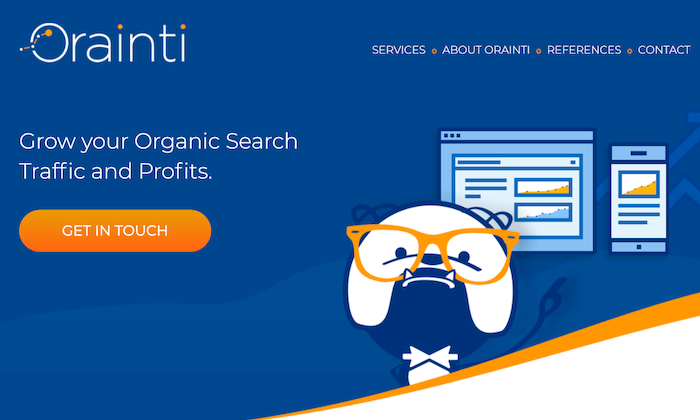 Orainti
SERVICES ABOUT ORAINTI REFERENCES CONTACT
Grow your Organic Search
Traffic and Profits.
GET IN TOUCH